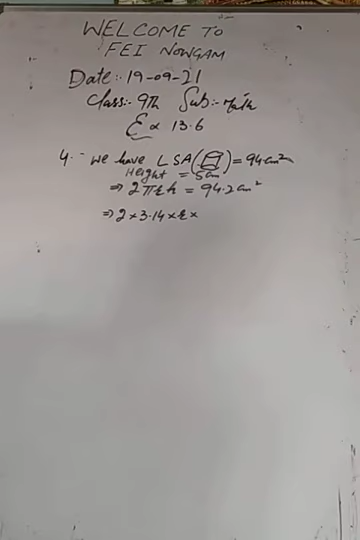 WELCOME TO
FEI NOWGAM
Date:- 19-09-21
Class:- 9Th Sub:- Math
Ex 13.6
4. - we have LSA( ) = 94 cm²
Height = 5cm
⇒ 2πrh = 94.2 cm²
⇒ 2 × 3.14 × r ×